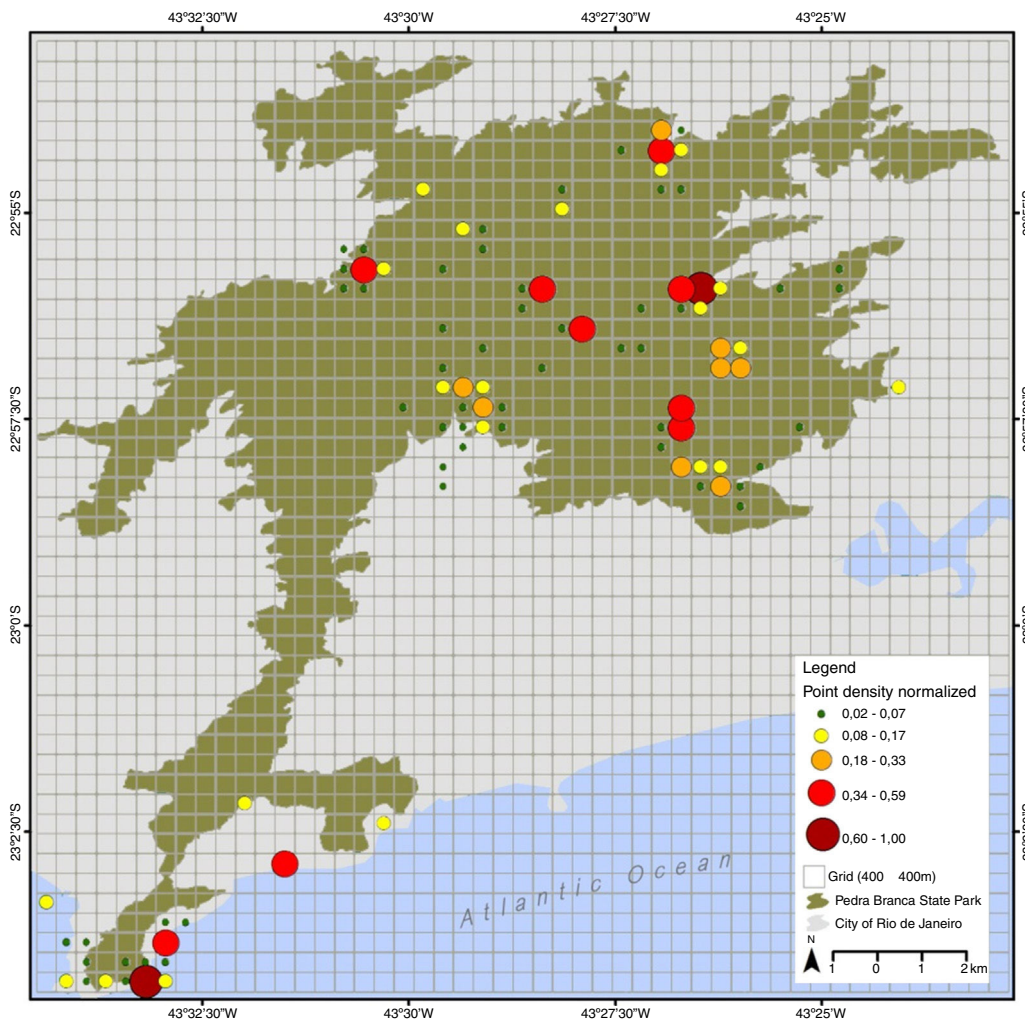 43°32'30"W 43°30'W 43°27'30"W 43°25'W
22°55'S
22°57'30"S
23°0'S
23°2'30"S
Atlantic Ocean
Legend
Point density normalized
0,02 - 0,07
0,08 - 0,17
0,18 - 0,33
0,34 - 0,59
0,60 - 1,00
Grid (400 400m)
Pedra Branca State Park
City of Rio de Janeiro
N
1 0 1 2 km
43°32'30"W 43°30'W 43°27'30"W 43°25'W